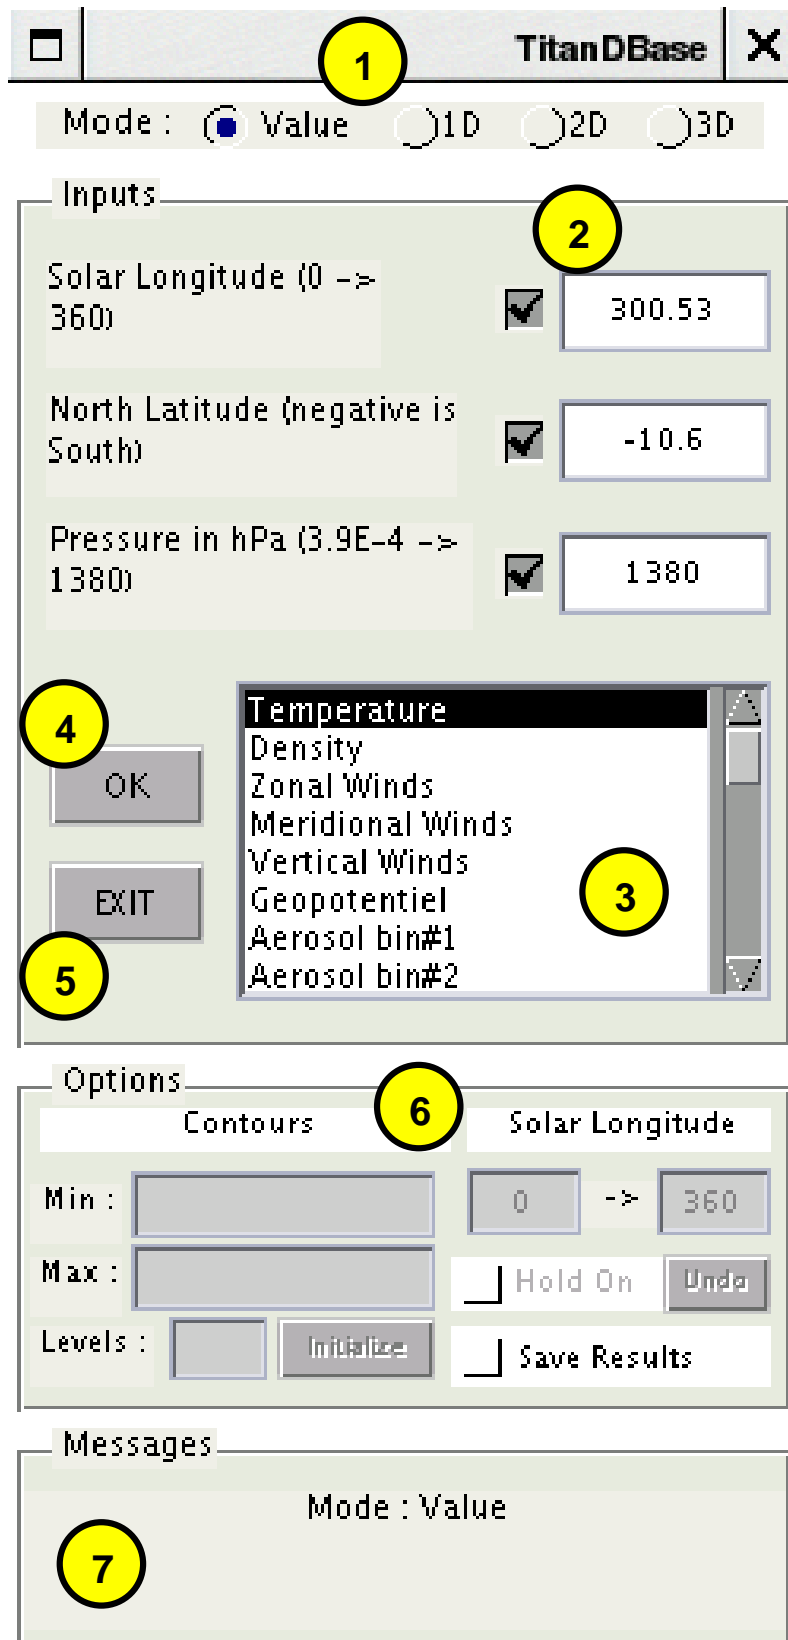 TitanDBase
1
Mode : Value 1D 2D 3D
Inputs
2
Solar Longitude (0 ->
360)
300.53
North Latitude (negative is
South)
-10.6
Pressure in hPa (3.9E-4 ->
1380)
1380
4
OK
EXIT
5
Temperature
Density
Zonal Winds
Meridional Winds
Vertical Winds
Geopotentiel
Aerosol bin#1
Aerosol bin#2
3
Options
6
Contours
Solar Longitude
Min :
0 -> 360
Max :
Hold On Undo
Levels : Initialize
Save Results
Messages
Mode : Value
7